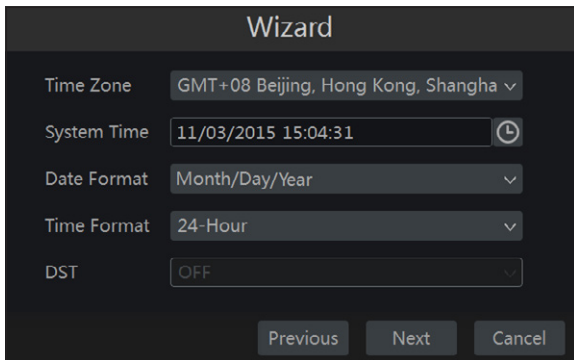 Wizard
Time Zone GMT+08 Beijing, Hong Kong, Shangha
System Time 11/03/2015 15:04:31
Date Format Month/Day/Year
Time Format 24-Hour
DST OFF
Previous Next Cancel